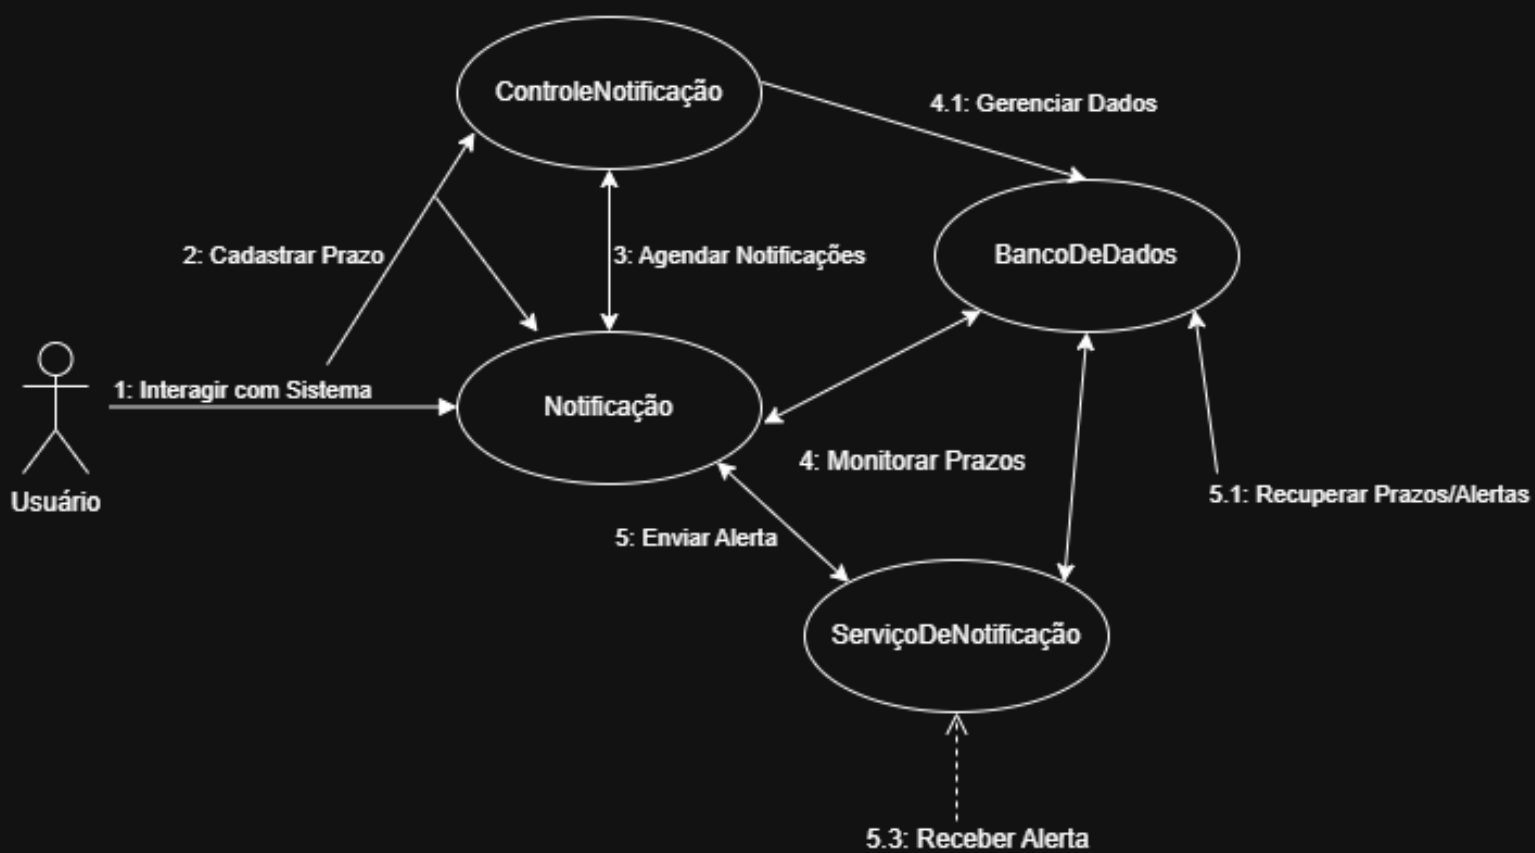 ControleNotificação
4.1: Gerenciar Dados
2: Cadastrar Prazo
3: Agendar Notificações
BancoDeDados
1: Interagir com Sistema
Notificação
4: Monitorar Prazos
Usuário
5.1: Recuperar Prazos/Alertas
5: Enviar Alerta
ServiçoDeNotificação
5.3: Receber Alerta